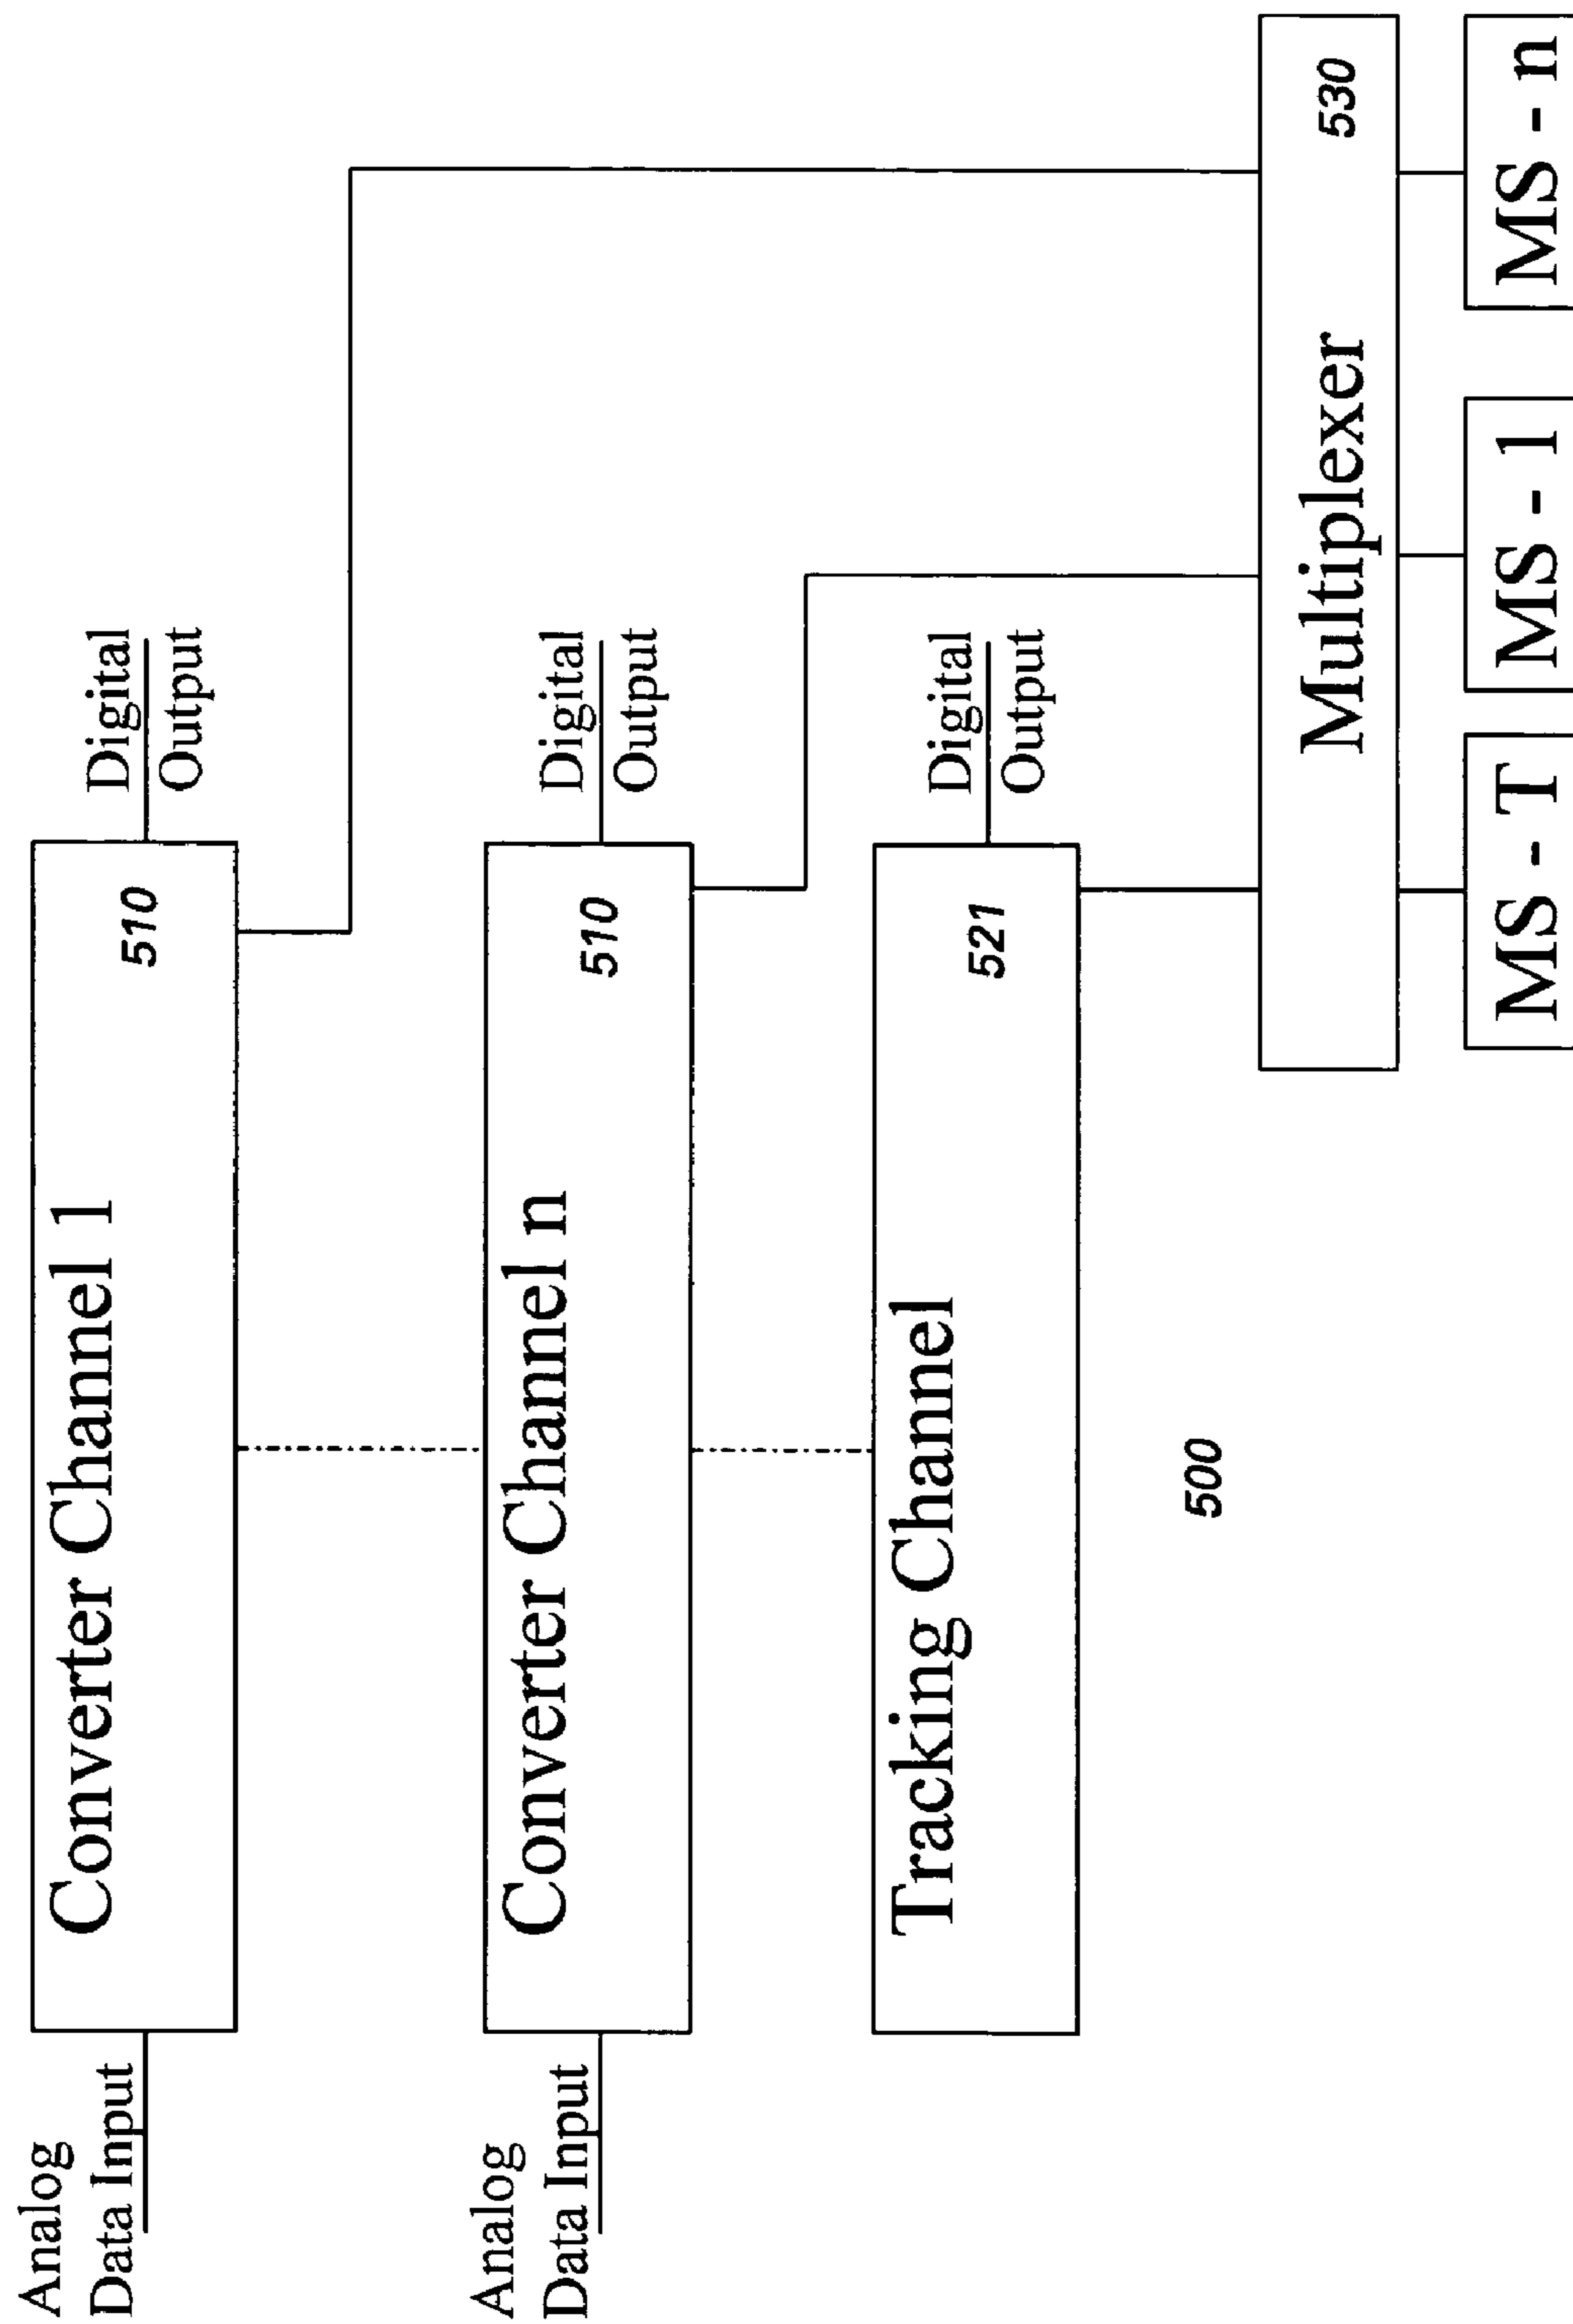 Analog
Data Input
Converter Channel 1
510
Digital
Output
Analog
Data Input
Converter Channel n
510
Digital
Output
Tracking Channel
521
Digital
Output
500
Multiplexer
530
MS - T
MS - 1
MS - n